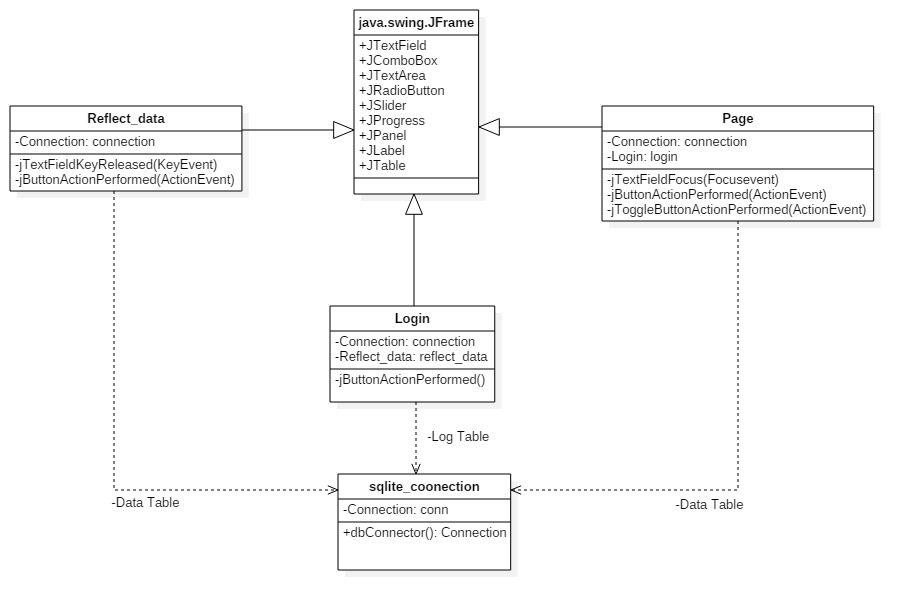 java.swing.JFrame
+JTextField
+JComboBox
+JTextArea
+JRadioButton
+JSlider
+JProgress
+JPanel
+JLabel
+JTable
Reflect_data
-Connection: connection
-jTextFieldKeyReleased(KeyEvent)
-jButtonActionPerformed(ActionEvent)
Page
-Connection: connection
-Login: login
-jTextFieldFocus(Focusevent)
-jButtonActionPerformed(ActionEvent)
-jToggleButtonActionPerformed(ActionEvent)
Login
-Connection: connection
-Reflect_data: reflect_data
-jButtonActionPerformed()
-Log Table
sqlite_coonection
-Connection: conn
+dbConnector(): Connection
-Data Table
-Data Table